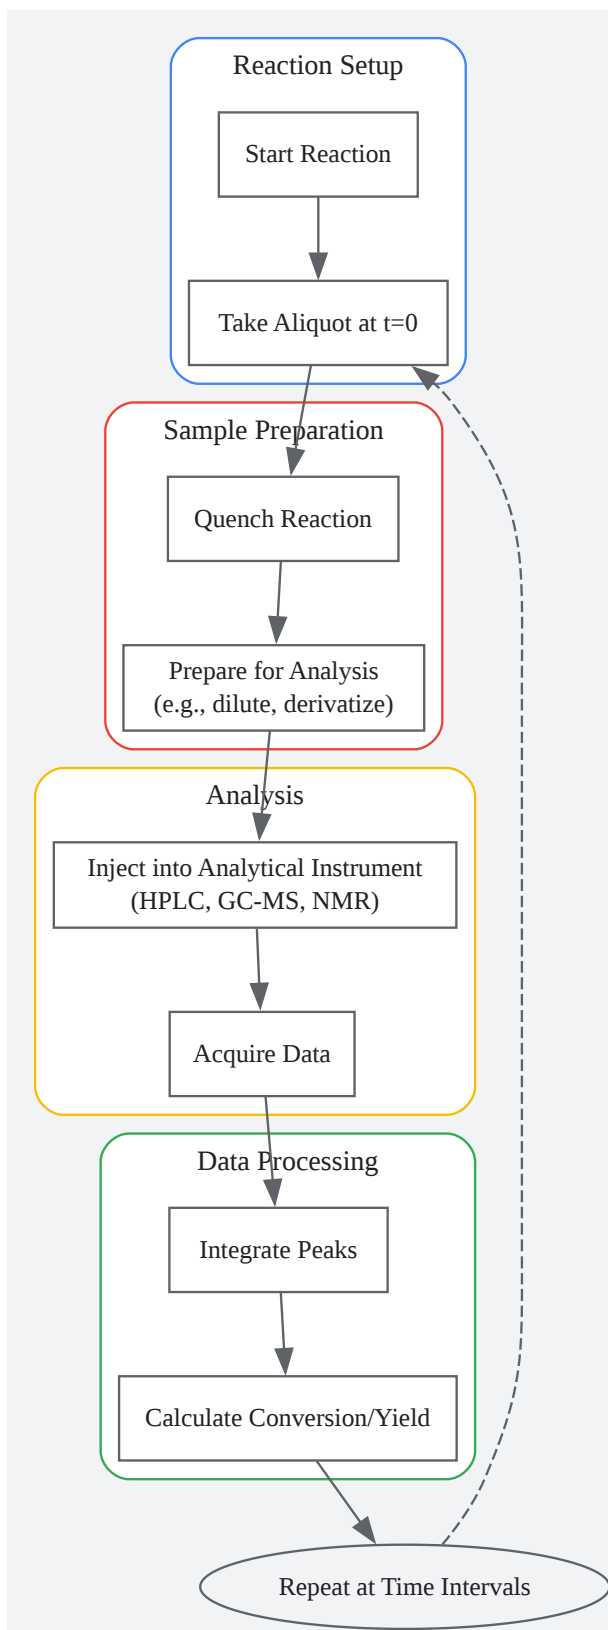 Reaction Setup
Start Reaction
Take Aliquot at t=0
Sample Preparation
Quench Reaction
Prepare for Analysis
(e.g., dilute, derivatize)
Analysis
Inject into Analytical Instrument
(HPLC, GC-MS, NMR)
Acquire Data
Data Processing
Integrate Peaks
Calculate Conversion/Yield
Repeat at Time Intervals